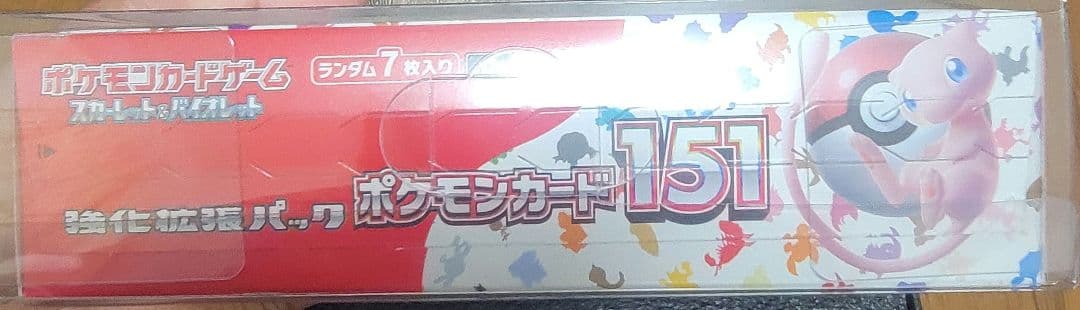 ポケモンカードゲーム
スカーレット&バイオレット
ランダム7枚入り
強化拡張パック
ポケモンカード151